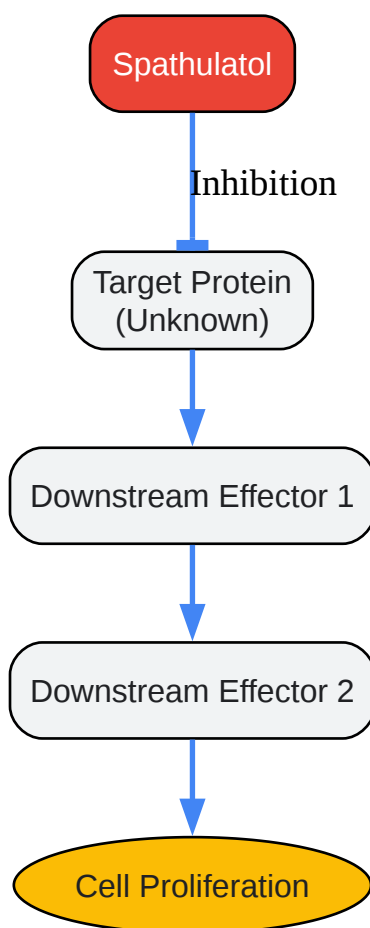 Spathulatol
Inhibition
Target Protein
(Unknown)
Downstream Effector 1
Downstream Effector 2
Cell Proliferation